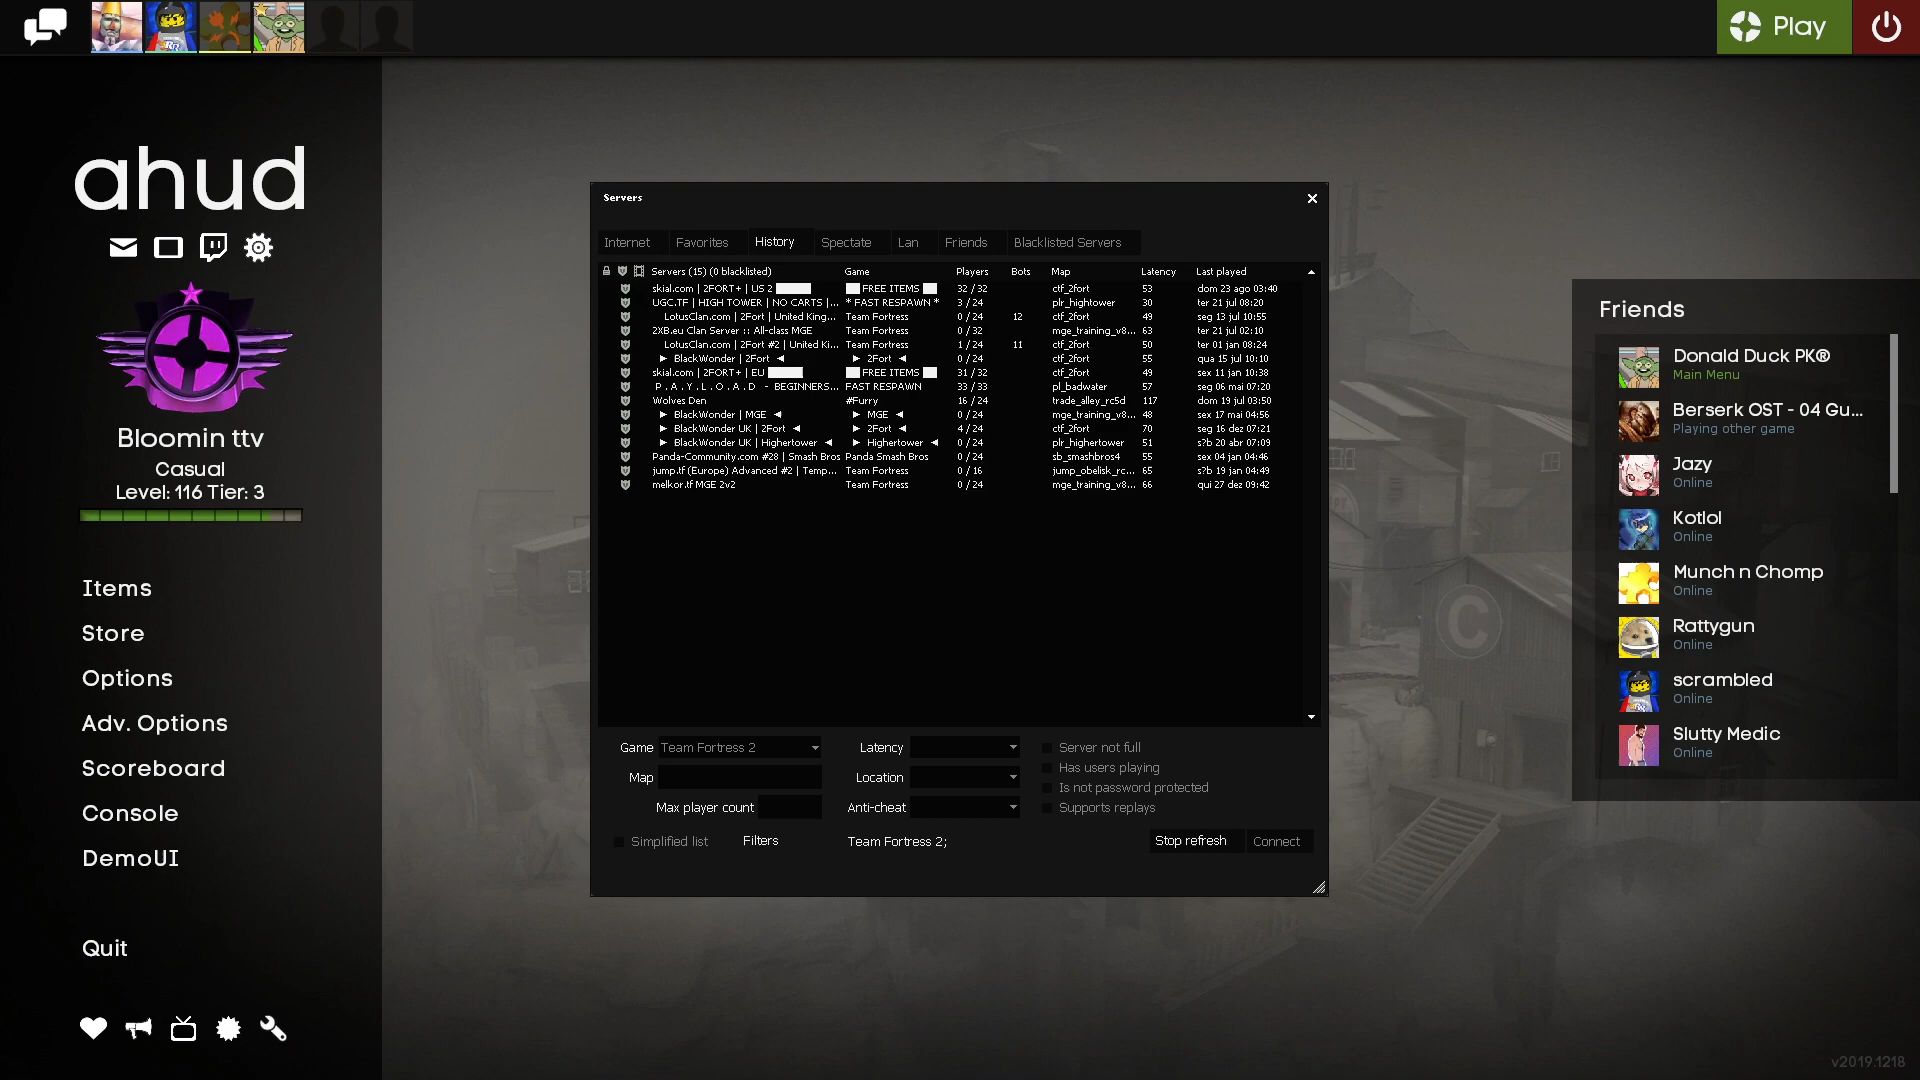 Play
ahud
Bloomin ttv
Casual
Level: 116 Tier: 3
Items
Store
Options
Adv. Options
Scoreboard
Console
DemoUI
Quit
Servers
Internet Favorites History Spectate Lan Friends Blacklisted Servers
Servers (15) (0 blacklisted) Game Players Bots Map Latency Last played
skial.com | 2FORT+ | US 2 FREE ITEMS 32 / 32 ctf_2fort 53 dom 23 ago 03:40
UGC.TF | HIGH TOWER | NO CARTS |... * FAST RESPAWN * 3 / 24 plr_hightower 30 ter 21 jul 08:20
LotusClan.com | 2Fort | United King... Team Fortress 0 / 24 12 ctf_2fort 49 seg 13 jul 10:55
2XB.eu Clan Server :: All-class MGE Team Fortress 0 / 32 mge_training_v8... 63 ter 21 jul 02:10
LotusClan.com | 2Fort #2 | United Ki... Team Fortress 1 / 24 11 ctf_2fort 50 ter 01 jan 08:24
► BlackWonder | 2Fort ◄ ► 2Fort ◄ 0 / 24 ctf_2fort 55 qua 15 jul 10:10
skial.com | 2FORT+ | EU FREE ITEMS 31 / 32 ctf_2fort 49 sex 11 jan 10:38
P . A . Y . L . O . A . D - BEGINNERS... FAST RESPAWN 33 / 33 pl_badwater 57 seg 06 mai 07:20
Wolves Den #Furry 16 / 24 trade_alley_rc5d 117 dom 19 jul 03:50
► BlackWonder | MGE ◄ ► MGE ◄ 0 / 24 mge_training_v8... 48 sex 17 mai 04:56
► BlackWonder UK | 2Fort ◄ ► 2Fort ◄ 4 / 24 ctf_2fort 70 seg 16 dez 07:21
► BlackWonder UK | Highertower ◄ ► Highertower ◄ 0 / 24 plr_highertower 51 s?b 20 abr 07:09
Panda-Community.com #28 | Smash Bros Panda Smash Bros 0 / 24 sb_smashbros4 55 sex 04 jan 04:46
jump.tf (Europe) Advanced #2 | Temp... Team Fortress 0 / 16 jump_obelisk_rc... 65 s?b 19 jan 04:49
melkor.tf MGE 2v2 Team Fortress 0 / 24 mge_training_v8... 66 qui 27 dez 09:42
Game Team Fortress 2 Latency Server not full
Has users playing
Map Location Is not password protected
Max player count Anti-cheat Supports replays
Simplified list Filters Team Fortress 2; Stop refresh Connect
Friends
Donald Duck PK®
Main Menu
Berserk OST - 04 Gu...
Playing other game
Jazy
Online
Kotlol
Online
Munch n Chomp
Online
Rattygun
Online
scrambled
Online
Slutty Medic
Online
C
v2019.1218